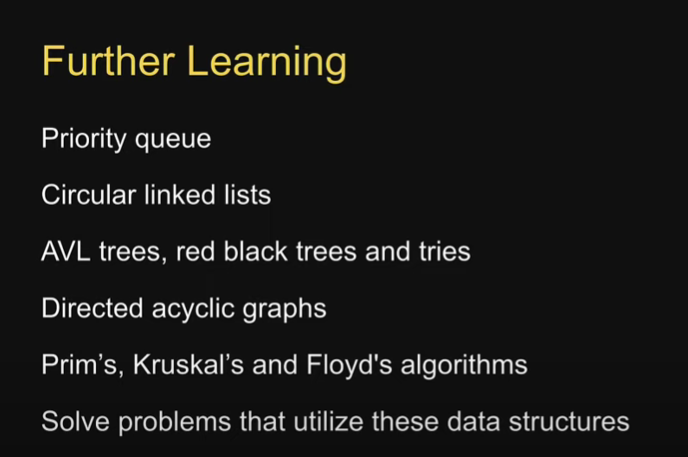 Further Learning
Priority queue
Circular linked lists
AVL trees, red black trees and tries
Directed acyclic graphs
Prim’s, Kruskal’s and Floyd's algorithms
Solve problems that utilize these data structures